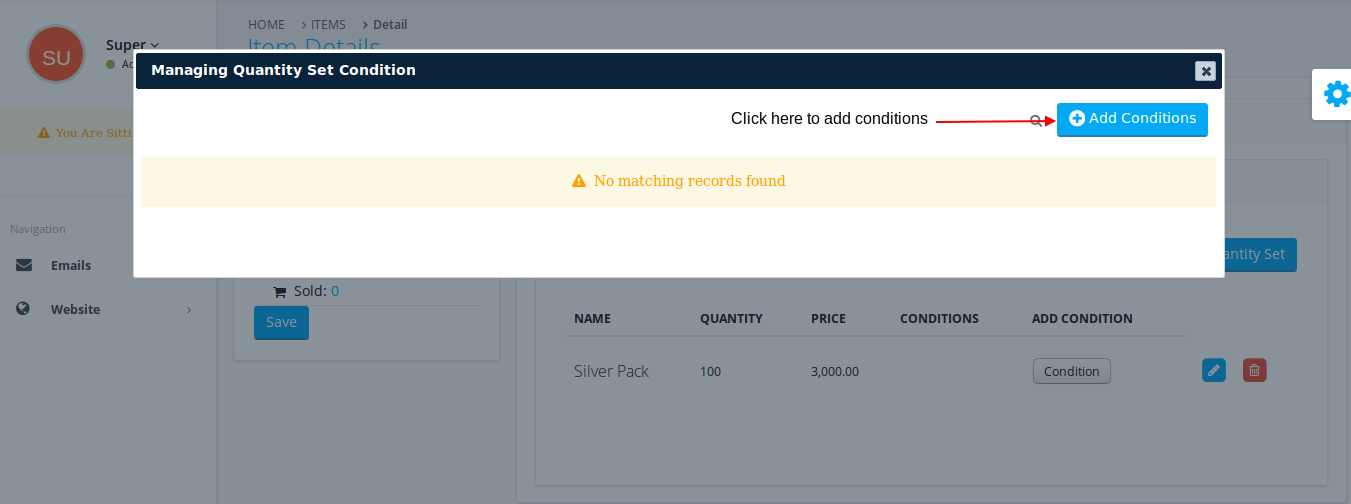 HOME > ITEMS > Detail
SU
Super
Item Details
Managing Quantity Set Condition
You Are Sitti
Click here to add conditions
Add Conditions
No matching records found
Navigation
Emails
Website
antity Set
Sold: 0
Save
NAME QUANTITY PRICE CONDITIONS ADD CONDITION
Silver Pack 100 3,000.00 Condition